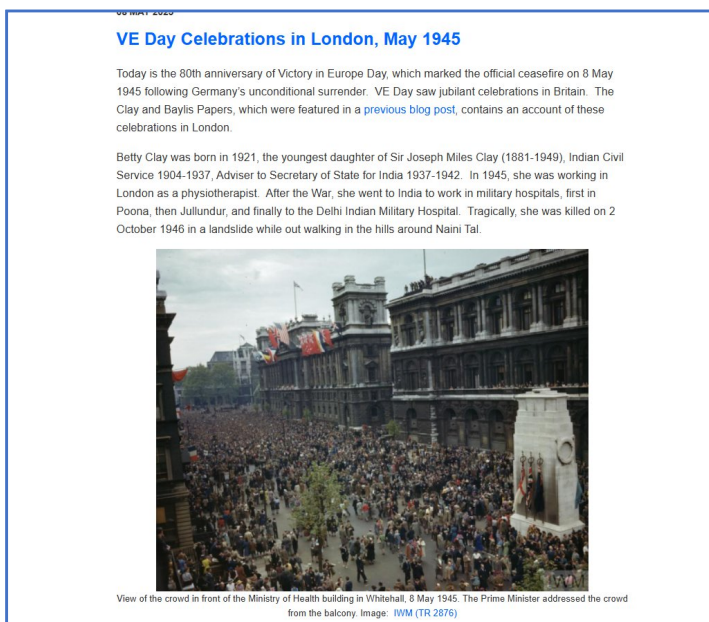 08 MAY 2025
VE Day Celebrations in London, May 1945
Today is the 80th anniversary of Victory in Europe Day, which marked the official ceasefire on 8 May
1945 following Germany's unconditional surrender. VE Day saw jubilant celebrations in Britain. The
Clay and Baylis Papers, which were featured in a previous blog post, contains an account of these
celebrations in London.
Betty Clay was born in 1921, the youngest daughter of Sir Joseph Miles Clay (1881-1949), Indian Civil
Service 1904-1937, Adviser to Secretary of State for India 1937-1942. In 1945, she was working in
London as a physiotherapist. After the War, she went to India to work in military hospitals, first in
Poona, then Jullundur, and finally to the Delhi Indian Military Hospital. Tragically, she was killed on 2
October 1946 in a landslide while out walking in the hills around Naini Tal.
IWM
View of the crowd in front of the Ministry of Health building in Whitehall, 8 May 1945. The Prime Minister addressed the crowd
from the balcony. Image: IWM (TR 2876)